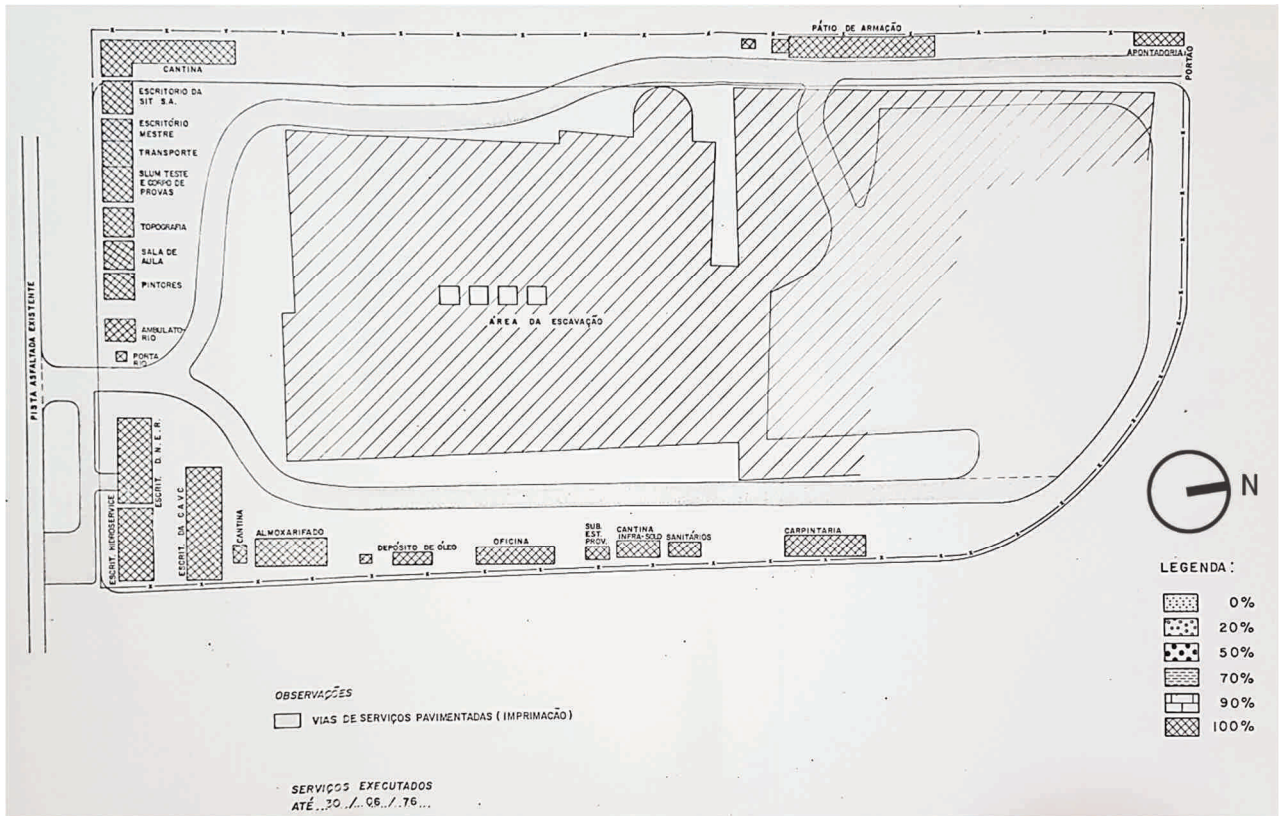 PÁTIO DE ARMAÇÃO
APONTADORIA
PORTÃO
CANTINA
ESCRITORIO DA
SIT S.A.
ESCRITÓRIO
MESTRE
TRANSPORTE
SLUM TESTE
E CORPO DE
PROVAS
TOPOGRAFIA
SALA DE
AULA
PINTORES
AMBULATO-
RIO
PORTA
RIO
PISTA ASFALTADA EXISTENTE
ÁREA DA ESCAVAÇÃO
ESCRIT. D.N.E.R.
ESCRIT. HIDROSERVICE
ESCRIT. DA C.A.V.C.
CANTINA
ALMOXARIFADO
DEPÓSITO DE ÓLEO
OFICINA
SUB.
EST.
PROV.
CANTINA
INFRA-SOLO
SANITÁRIOS
CARPINTARIA
N
LEGENDA:
0%
20%
50%
70%
90%
100%
OBSERVAÇÕES
VIAS DE SERVIÇOS PAVIMENTADAS (IMPRIMACÃO)
SERVIÇOS EXECUTADOS
ATÉ...30../..06../..76...